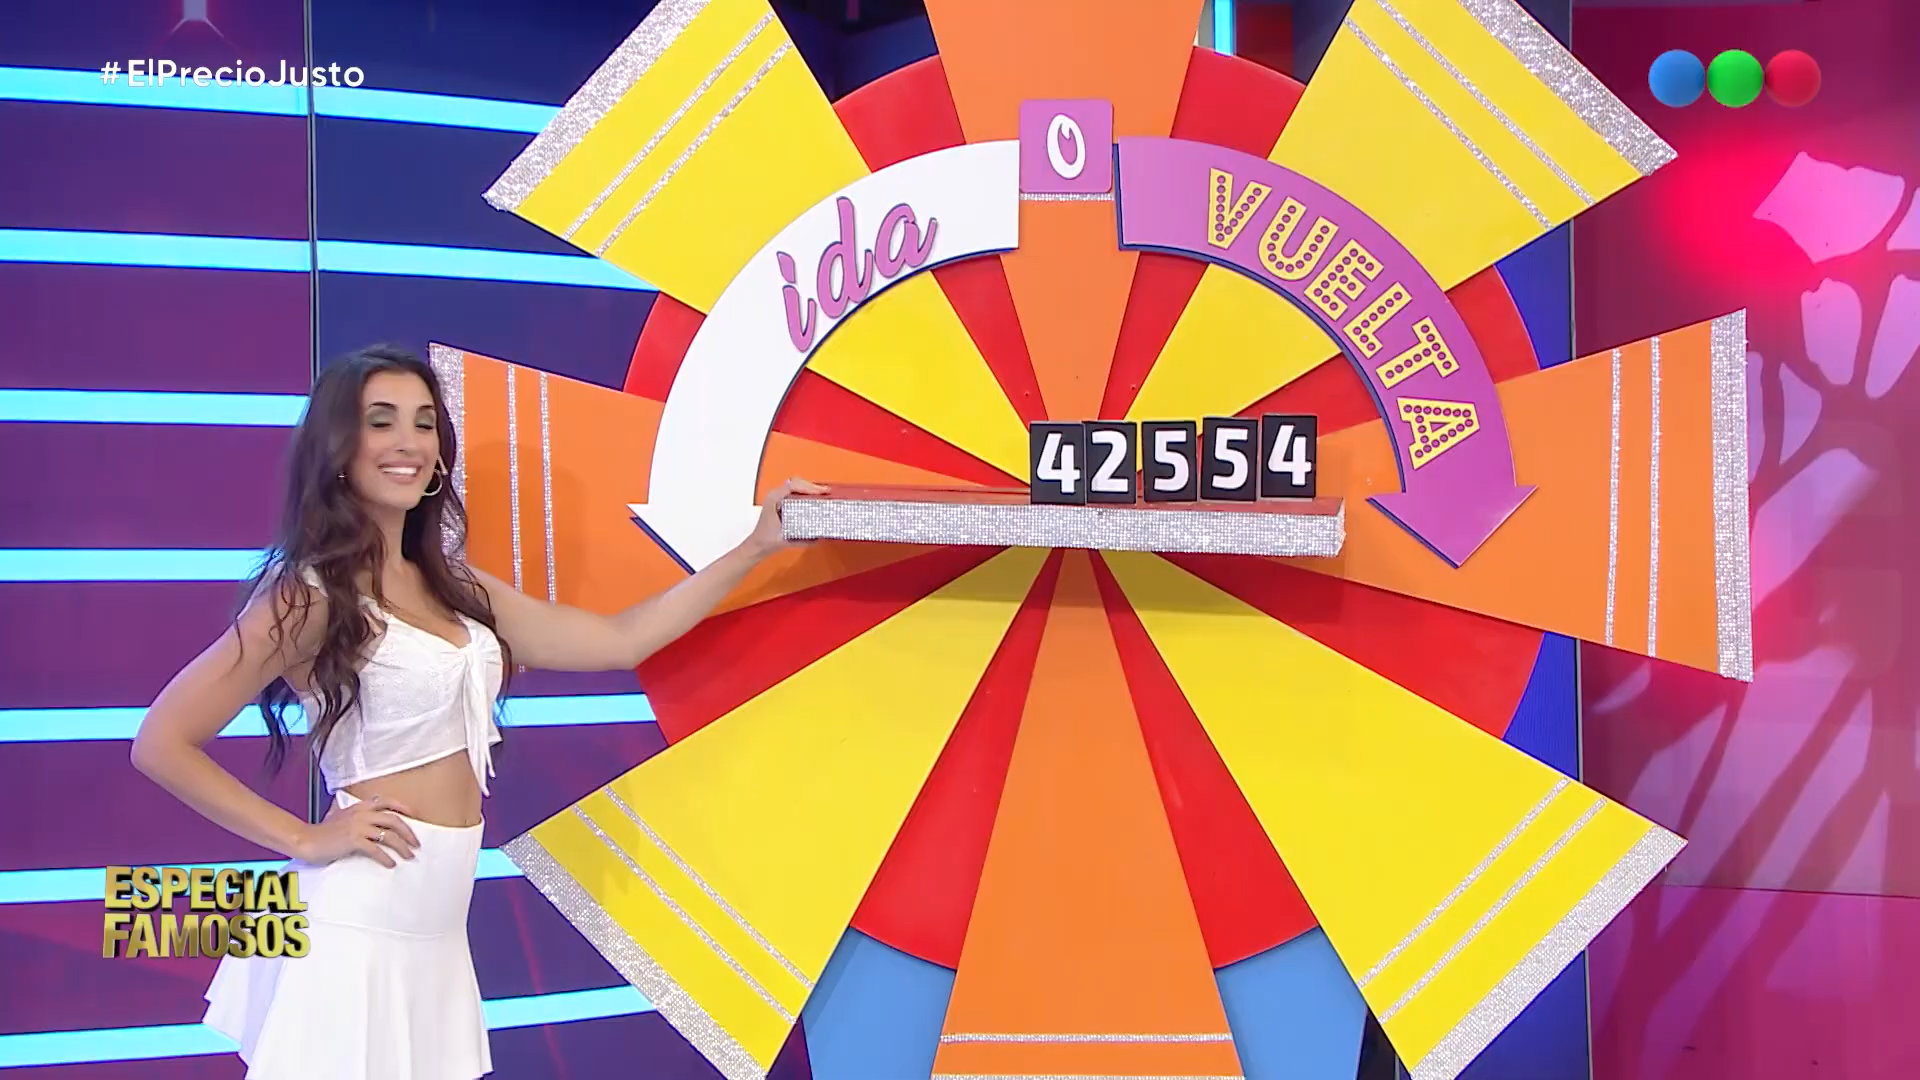 #ElPrecioJusto
O
ida
VUELTA
42554
ESPECIAL
FAMOSOS